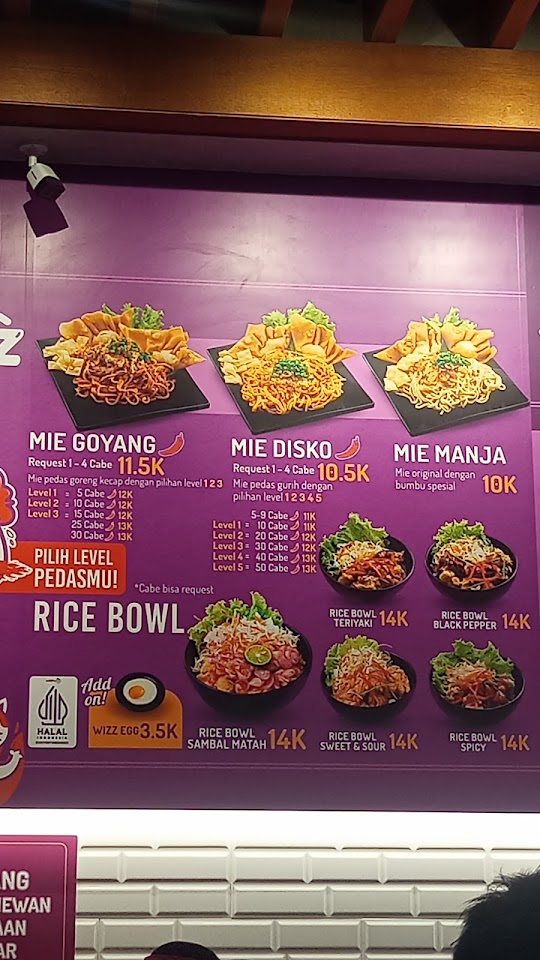 MIE GOYANG
Request 1 - 4 Cabe 11.5K
Mie pedas goreng kecap dengan pilihan level 1 2 3
Level 1 = 5 Cabe 12K
Level 2 = 10 Cabe 12K
Level 3 = 15 Cabe 12K
25 Cabe 13K
30 Cabe 13K
MIE DISKO
Request 1 - 4 Cabe 10.5K
Mie pedas gurih dengan
pilihan level 1 2 3 4 5
5-9 Cabe 11K
Level 1 = 10 Cabe 11K
Level 2 = 20 Cabe 12K
Level 3 = 30 Cabe 12K
Level 4 = 40 Cabe 13K
Level 5 = 50 Cabe 13K
MIE MANJA
Mie original dengan
bumbu spesial 10K
PILIH LEVEL
PEDASMU!
*Cabe bisa request
RICE BOWL
RICE BOWL
TERIYAKI 14K
RICE BOWL
BLACK PEPPER 14K
HALAL
INDONESIA
Add
on!
WIZZ EGG 3.5K
RICE BOWL
SAMBAL MATAH 14K
RICE BOWL
SWEET & SOUR 14K
RICE BOWL
SPICY 14K
ANG
HEWAN
AAN
AR